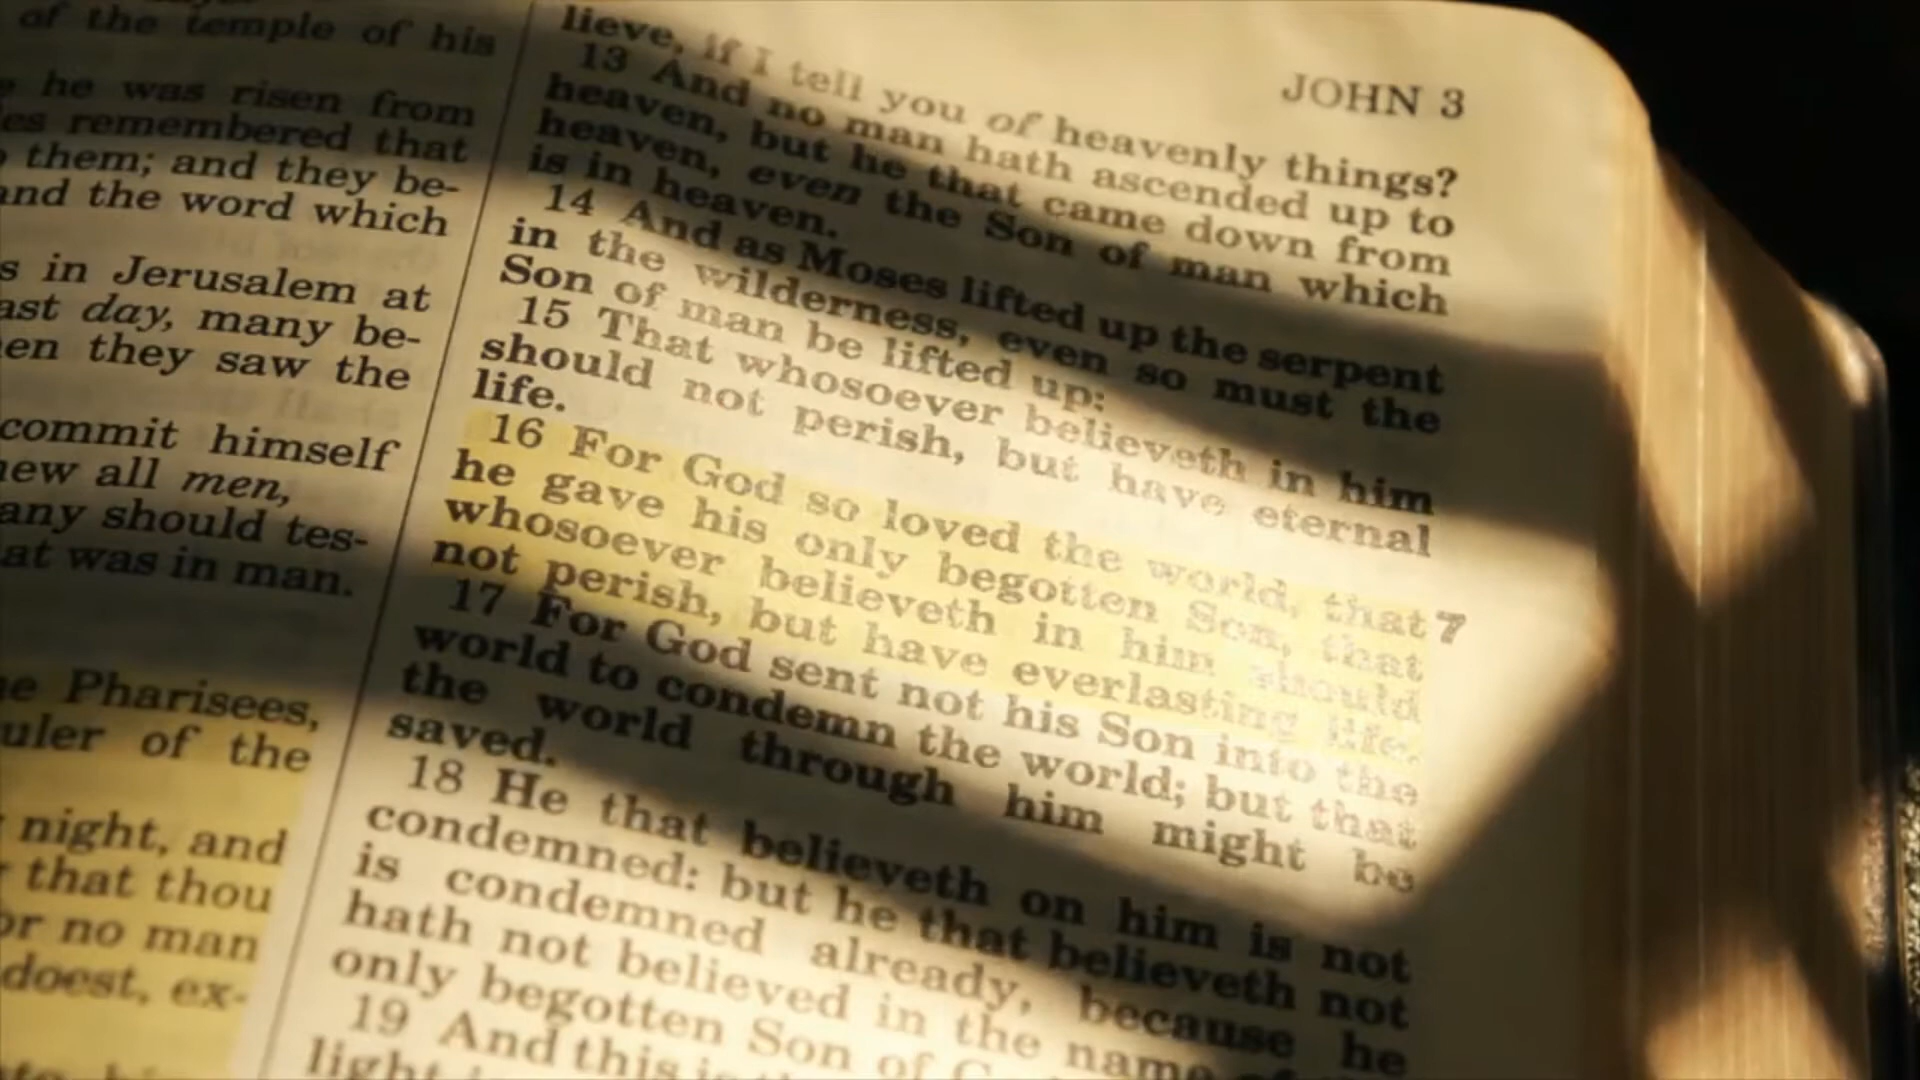 of the temple of his
he was risen from
remembered that
them; and they be-
and the word which
in Jerusalem at
day, many be-
they saw the
commit himself
all men,
any should tes-
at was in man.
Pharisees,
of the
night, and
that thou
no man
doest, ex-
JOHN 3
lieve, if I tell you of heavenly things?
13 And no man hath ascended up to
heaven, but he that came down from
heaven, even the Son of man which
is in heaven.
14 And as Moses lifted up the serpent
in the wilderness, even so must the
Son of man be lifted up:
15 That whosoever believeth in him
should not perish, but have eternal
life.
16 For God so loved the world, that
he gave his only begotten Son, that
whosoever believeth in him should
not perish, but have everlasting life.
17 For God sent not his Son into the
world to condemn the world; but that
the world through him might be
saved.
18 He that believeth on him is not
condemned: but he that believeth not
is condemned already, because he
hath not believed in the name of
only begotten Son of
19 And this is
light
7